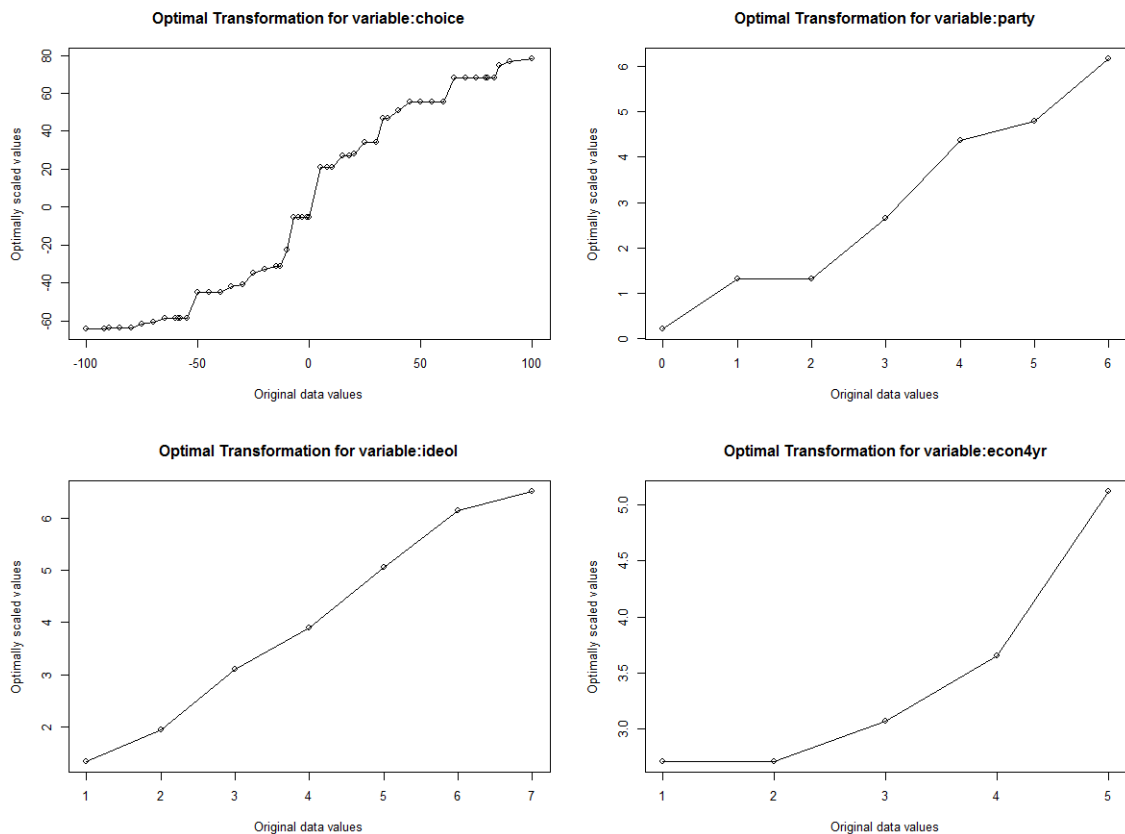 Optimal Transformation for variable:choice
Optimally scaled values
80
60
40
20
0
-20
-40
-60
-100 -50 0 50 100
Original data values
Optimal Transformation for variable:party
Optimally scaled values
6
5
4
3
2
1
0
0 1 2 3 4 5 6
Original data values
Optimal Transformation for variable:ideol
Optimally scaled values
6
5
4
3
2
1 2 3 4 5 6 7
Original data values
Optimal Transformation for variable:econ4yr
Optimally scaled values
5.0
4.5
4.0
3.5
3.0
1 2 3 4 5
Original data values